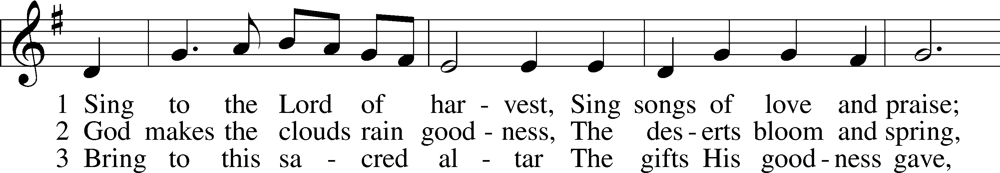 1 Sing to the Lord of har - vest, Sing songs of love and praise;
2 God makes the clouds rain good - ness, The des - erts bloom and spring,
3 Bring to this sa - cred al - tar The gifts His good - ness gave,